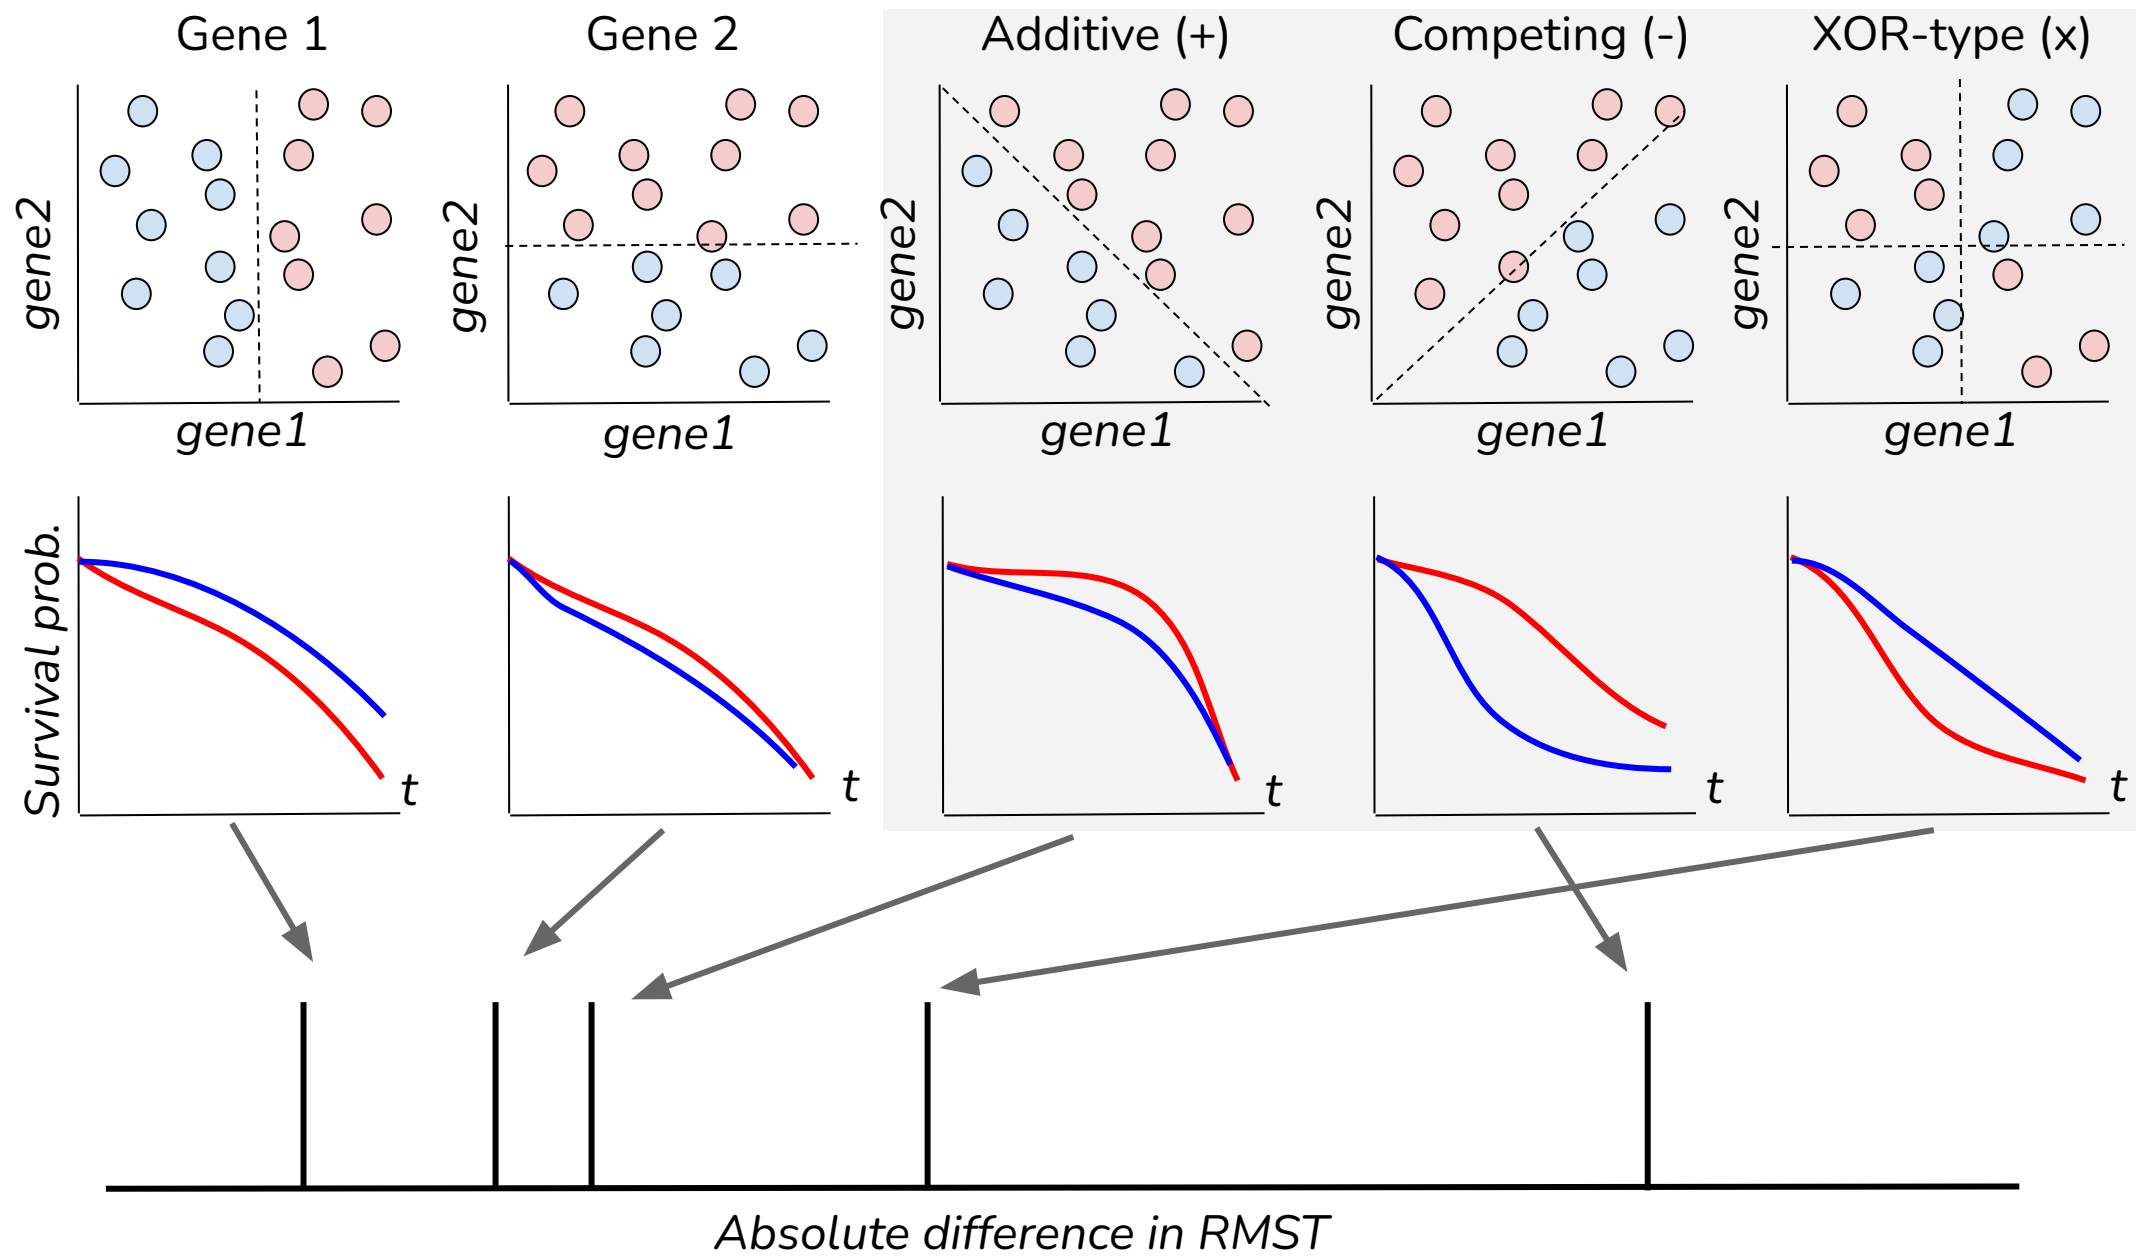 Gene 1
Gene 2
Additive (+)
Competing (-)
XOR-type (x)
gene2
gene2
gene2
gene2
gene2
gene1
gene1
gene1
gene1
gene1
Survival prob.
t
t
t
t
t
Absolute difference in RMST